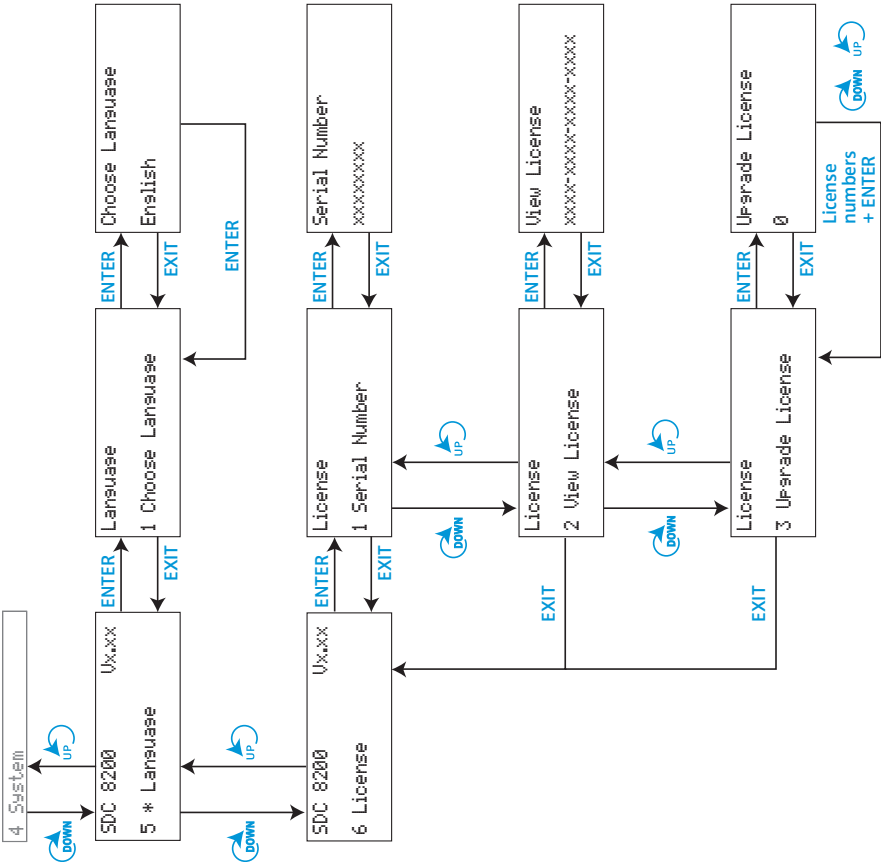 4 System
DOWN
UP
SDC 8200 Vx.xx
5 * Language
ENTER
EXIT
Language
1 Choose Language
ENTER
EXIT
Choose Language
English
ENTER
DOWN
UP
SDC 8200 Vx.xx
6 License
ENTER
EXIT
License
1 Serial Number
ENTER
EXIT
Serial Number
xxxxxxxxx
DOWN
UP
EXIT
License
2 View License
ENTER
EXIT
View License
xxxx-xxxx-xxxx-xxxx
DOWN
UP
EXIT
License
3 Upgrade License
ENTER
EXIT
Upgrade License
0
License
numbers
+ ENTER
DOWN
UP